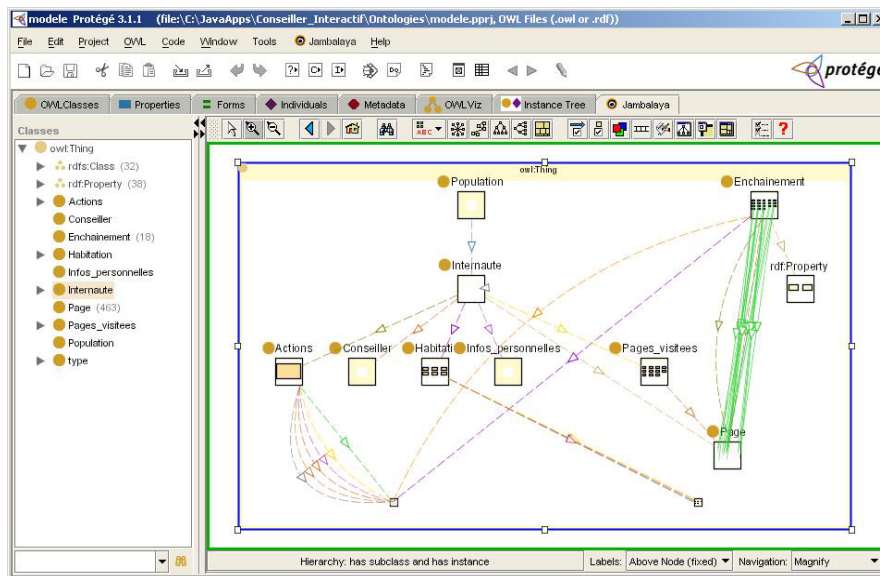 modele Protégé 3.1.1 (file:\C:\JavaApps\Conseiller_Interactif\Ontologies\modele.pprj, OWL Files (.owl or .rdf))
File Edit Project OWL Code Window Tools Jambalaya Help
protégé
OWLClasses Properties Forms Individuals Metadata OWLViz Instance Tree Jambalaya
Classes
ABC
owl:Thing
rdfs:Class (32)
rdf:Property (38)
Actions
Conseiller
Enchainement (18)
Habitation
Infos_personnelles
Internaute
Page (463)
Pages_visitees
Population
type
owl:Thing
Population Enchainement
Internaute rdf:Property
Actions Conseiller Habitati Infos_personnelles Pages_visitees
Page
Hierarchy: has subclass and has instance Labels: Above Node (fixed) Navigation: Magnify